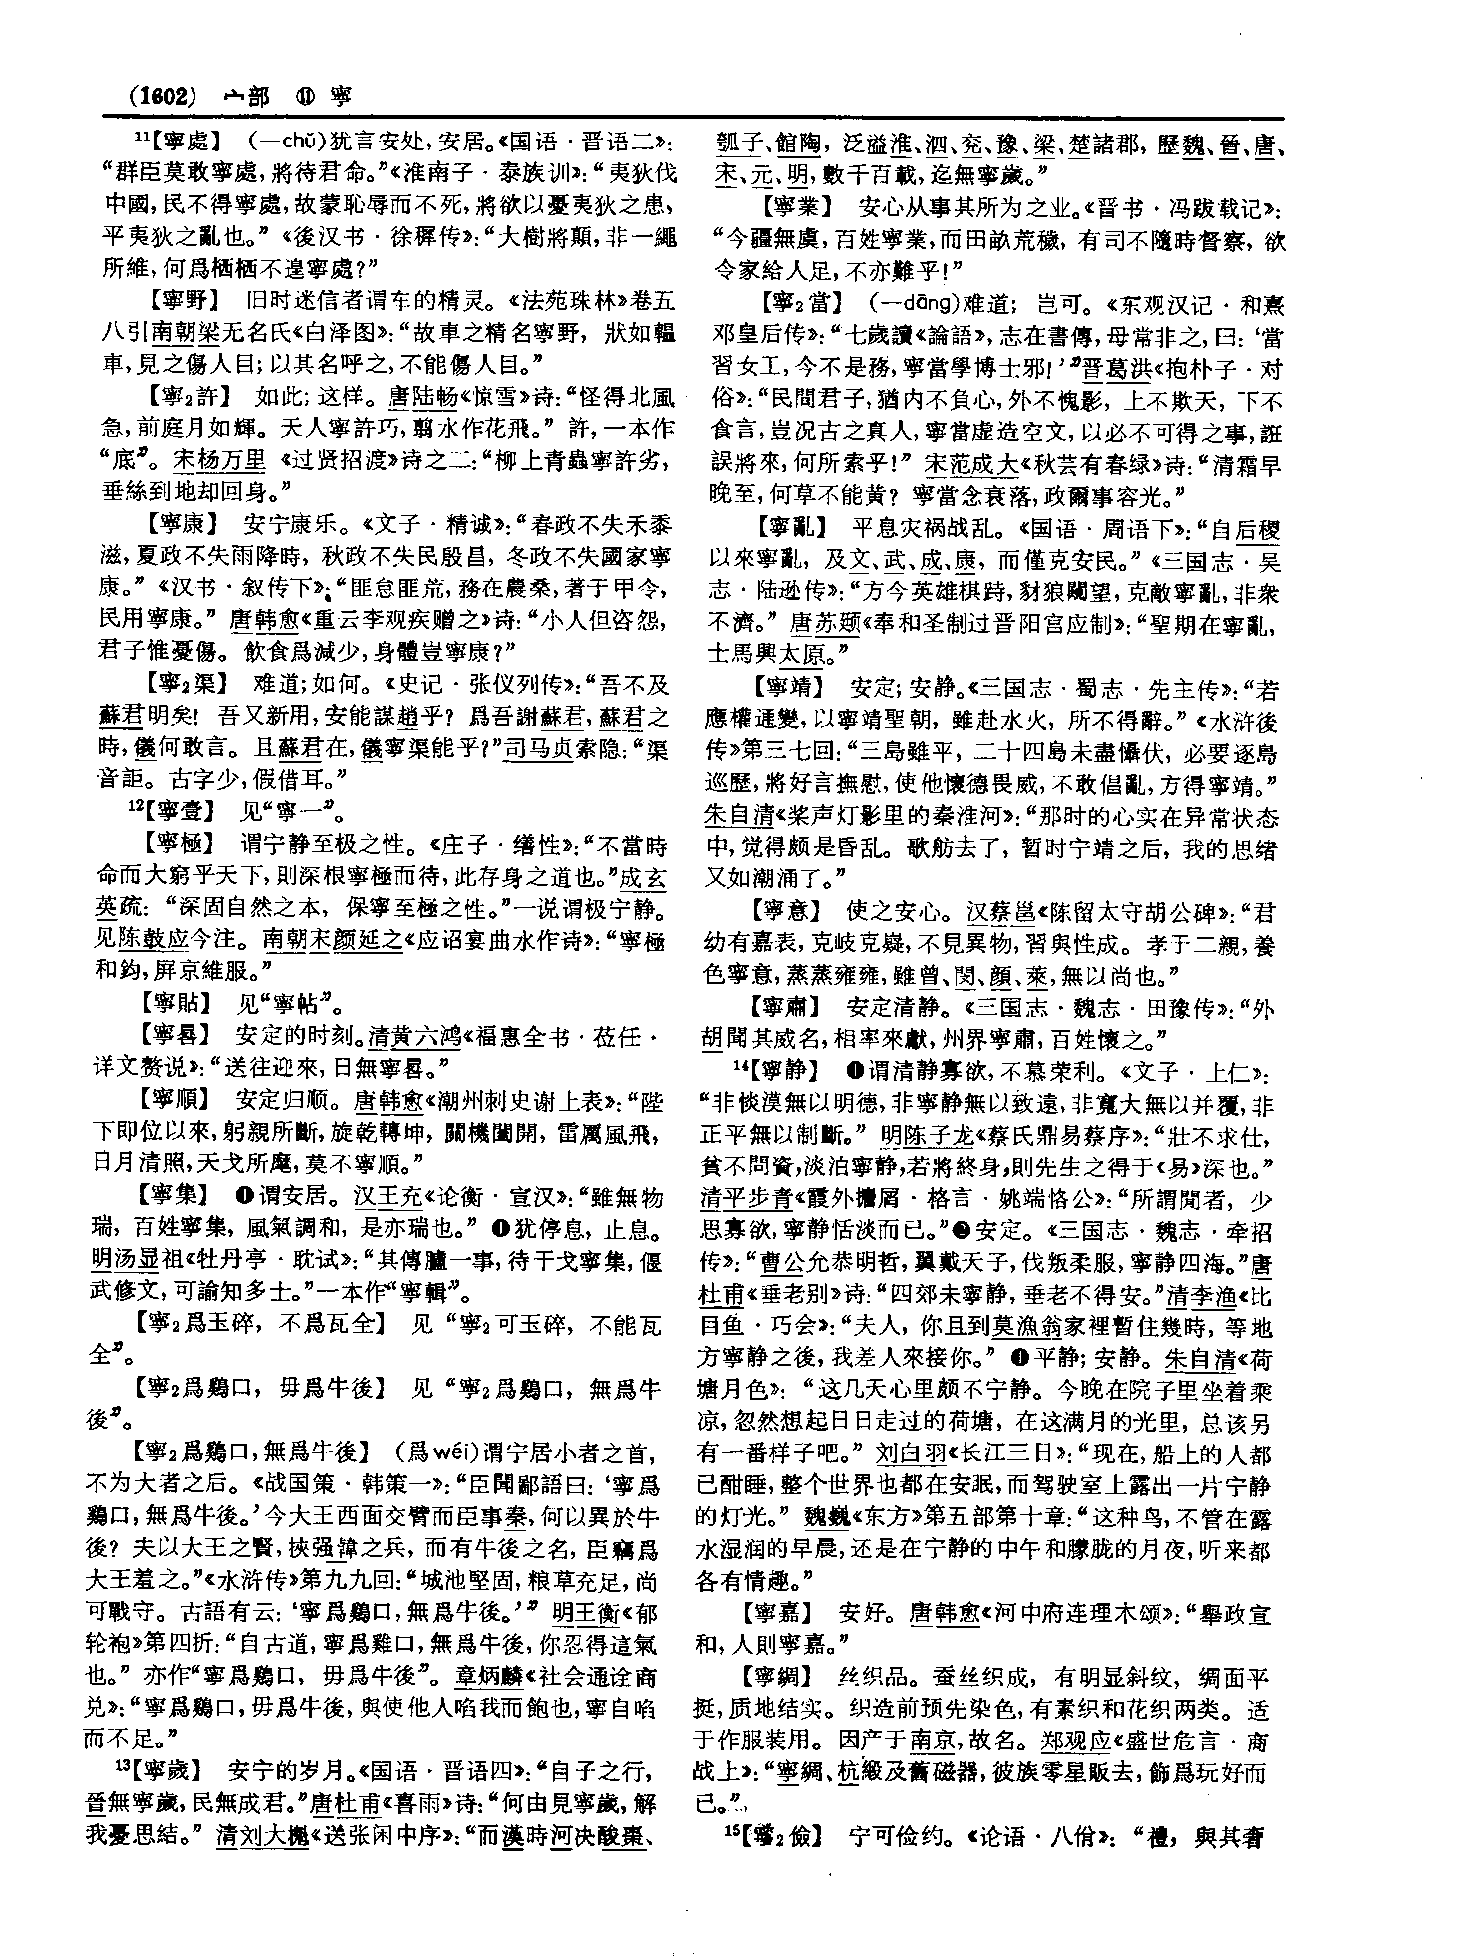 (1602) 宀部 ⑪ 寧
¹¹【寧處】 (—chǔ)犹言安处,安居。《国语·晋语二》:
“群臣莫敢寧處,將待君命。”《淮南子·泰族训》:“夷狄伐
中國,民不得寧處,故蒙恥辱而不死,將欲以憂夷狄之患,
平夷狄之亂也。”《後汉书·徐穉传》:“大樹將顛,非一繩
所維,何爲栖栖不遑寧處?”
【寧野】 旧时迷信者谓车的精灵。《法苑珠林》卷五
八引南朝梁无名氏《白泽图》:“故車之精名寧野,狀如轀
車,見之傷人目;以其名呼之,不能傷人目。”
【寧₂許】 如此;这样。唐陆畅《惊雪》诗:“怪得北風
急,前庭月如輝。天人寧許巧,翦水作花飛。”許,一本作
“底”。宋杨万里《过贤招渡》诗之二:“柳上青蟲寧許劣,
垂絲到地却回身。”
【寧康】 安宁康乐。《文子·精诚》:“春政不失禾黍
滋,夏政不失雨降時,秋政不失民殷昌,冬政不失國家寧
康。”《汉书·叙传下》:“匪怠匪荒,務在農桑,著于甲令,
民用寧康。”唐韩愈《重云李观疾赠之》诗:“小人但咨怨,
君子惟憂傷。飲食爲減少,身體豈寧康?”
【寧₂渠】 难道;如何。《史记·张仪列传》:“吾不及
蘇君明矣!吾又新用,安能謀趙乎?爲吾謝蘇君,蘇君之
時,儀何敢言。且蘇君在,儀寧渠能乎?”司马贞索隐:“渠
音詎。古字少,假借耳。”
¹²【寧壹】 见“寧一”。
【寧極】 谓宁静至极之性。《庄子·缮性》:“不當時
命而大窮乎天下,則深根寧極而待,此存身之道也。”成玄
英疏:“深固自然之本,保寧至極之性。”一说谓极宁静。
见陈鼓应今注。南朝宋颜延之《应诏宴曲水作诗》:“寧極
和鈞,屏京維服。”
【寧貼】 见“寧帖”。
【寧晷】 安定的时刻。清黄六鸿《福惠全书·莅任·
详文赘说》:“送往迎來,日無寧晷。”
【寧順】 安定归顺。唐韩愈《潮州刺史谢上表》:“陛
下即位以來,躬親所斷,旋乾轉坤,關機闔開,雷厲風飛,
日月清照,天戈所麾,莫不寧順。”
【寧集】 ❶谓安居。汉王充《论衡·宣汉》:“雖無物
瑞,百姓寧集,風氣調和,是亦瑞也。”❷犹停息,止息。
明汤显祖《牡丹亭·耽试》:“其傳臚一事,待干戈寧集,偃
武修文,可諭知多士。”一本作“寧輯”。
【寧₂爲玉碎,不爲瓦全】 见“寧₂可玉碎,不能瓦
全”。
【寧₂爲鷄口,毋爲牛後】 见“寧₂爲鷄口,無爲牛
後”。
【寧₂爲鷄口,無爲牛後】 (爲wéi)谓宁居小者之首,
不为大者之后。《战国策·韩策一》:“臣聞鄙語曰:‘寧爲
鷄口,無爲牛後。’今大王西面交臂而臣事秦,何以異於牛
後?夫以大王之賢,挾强韓之兵,而有牛後之名,臣竊爲
大王羞之。”《水浒传》第九九回:“城池堅固,粮草充足,尚
可戰守。古語有云:‘寧爲鷄口,無爲牛後。’”明王衡《郁
轮袍》第四折:“自古道,寧爲雞口,無爲牛後,你忍得這氣
也。”亦作“寧爲鷄口,毋爲牛後”。章炳麟《社会通诠商
兑》:“寧爲鷄口,毋爲牛後,與使他人啗我而飽也,寧自啗
而不足。”
¹³【寧歲】 安宁的岁月。《国语·晋语四》:“自子之行,
晉無寧歲,民無成君。”唐杜甫《喜雨》诗:“何由見寧歲,解
我憂思結。”清刘大櫆《送张闲中序》:“而漢時河决酸棗、
瓠子、館陶,泛溢淮、泗、兖、豫、梁、楚諸郡,歷魏、晉、唐、
宋、元、明,數千百載,迄無寧歲。”
【寧業】 安心从事其所为之业。《晋书·冯跋载记》:
“今疆無虞,百姓寧業,而田畝荒穢,有司不隨時督察,欲
令家給人足,不亦難乎!”
【寧₂當】 (—dāng)难道;岂可。《东观汉记·和熹
邓皇后传》:“七歲讀《論語》,志在書傳,母常非之,曰:‘當
習女工,今不是務,寧當學博士邪!’”晋葛洪《抱朴子·对
俗》:“民間君子,猶内不負心,外不愧影,上不欺天,下不
食言,豈况古之真人,寧當虚造空文,以必不可得之事,誑
誤將來,何所索乎!”宋范成大《秋芸有春绿》诗:“清霜早
晚至,何草不能黄?寧當念衰落,政爾事容光。”
【寧亂】 平息灾祸战乱。《国语·周语下》:“自后稷
以來寧亂,及文、武、成、康,而僅克安民。”《三国志·吴
志·陆逊传》:“方今英雄棋跱,豺狼闚望,克敵寧亂,非衆
不濟。”唐苏颋《奉和圣制过晋阳宫应制》:“聖期在寧亂,
士馬興太原。”
【寧靖】 安定;安静。《三国志·蜀志·先主传》:“若
應權通變,以寧靖聖朝,雖赴水火,所不得辭。”《水浒後
传》第三七回:“三島雖平,二十四島未盡懾伏,必要逐島
巡歷,將好言撫慰,使他懷德畏威,不敢倡亂,方得寧靖。”
朱自清《桨声灯影里的秦淮河》:“那时的心实在异常状态
中,觉得颇是昏乱。歌舫去了,暂时宁靖之后,我的思绪
又如潮涌了。”
【寧意】 使之安心。汉蔡邕《陈留太守胡公碑》:“君
幼有嘉表,克岐克嶷,不見異物,習與性成。孝于二親,養
色寧意,蒸蒸雍雍,雖曾、閔、顔、萊,無以尚也。”
【寧肅】 安定清静。《三国志·魏志·田豫传》:“外
胡聞其威名,相率來獻,州界寧肅,百姓懷之。”
¹⁴【寧静】 ❶谓清静寡欲,不慕荣利。《文子·上仁》:
“非惔漠無以明德,非寧静無以致遠,非寬大無以并覆,非
正平無以制斷。”明陈子龙《蔡氏鼎易蔡序》:“壯不求仕,
貧不問資,淡泊寧静,若將終身,則先生之得于《易》深也。”
清平步青《霞外攟屑·格言·姚端恪公》:“所謂閒者,少
思寡欲,寧静恬淡而已。”❷安定。《三国志·魏志·牵招
传》:“曹公允恭明哲,翼戴天子,伐叛柔服,寧静四海。”唐
杜甫《垂老别》诗:“四郊未寧静,垂老不得安。”清李渔《比
目鱼·巧会》:“夫人,你且到莫漁翁家裡暫住幾時,等地
方寧静之後,我差人來接你。”❸平静;安静。朱自清《荷
塘月色》:“这几天心里颇不宁静。今晚在院子里坐着乘
凉,忽然想起日日走过的荷塘,在这满月的光里,总该另
有一番样子吧。”刘白羽《长江三日》:“现在,船上的人都
已酣睡,整个世界也都在安眠,而驾驶室上露出一片宁静
的灯光。”魏巍《东方》第五部第十章:“这种鸟,不管在露
水湿润的早晨,还是在宁静的中午和朦胧的月夜,听来都
各有情趣。”
【寧嘉】 安好。唐韩愈《河中府连理木颂》:“舉政宣
和,人則寧嘉。”
【寧綢】 丝织品。蚕丝织成,有明显斜纹,绸面平
挺,质地结实。织造前预先染色,有素织和花织两类。适
于作服装用。因产于南京,故名。郑观应《盛世危言·商
战上》:“寧綢、杭緞及舊磁器,彼族零星販去,飾爲玩好而
已。”
¹⁵【寧₂儉】 宁可俭约。《论语·八佾》:“禮,與其奢